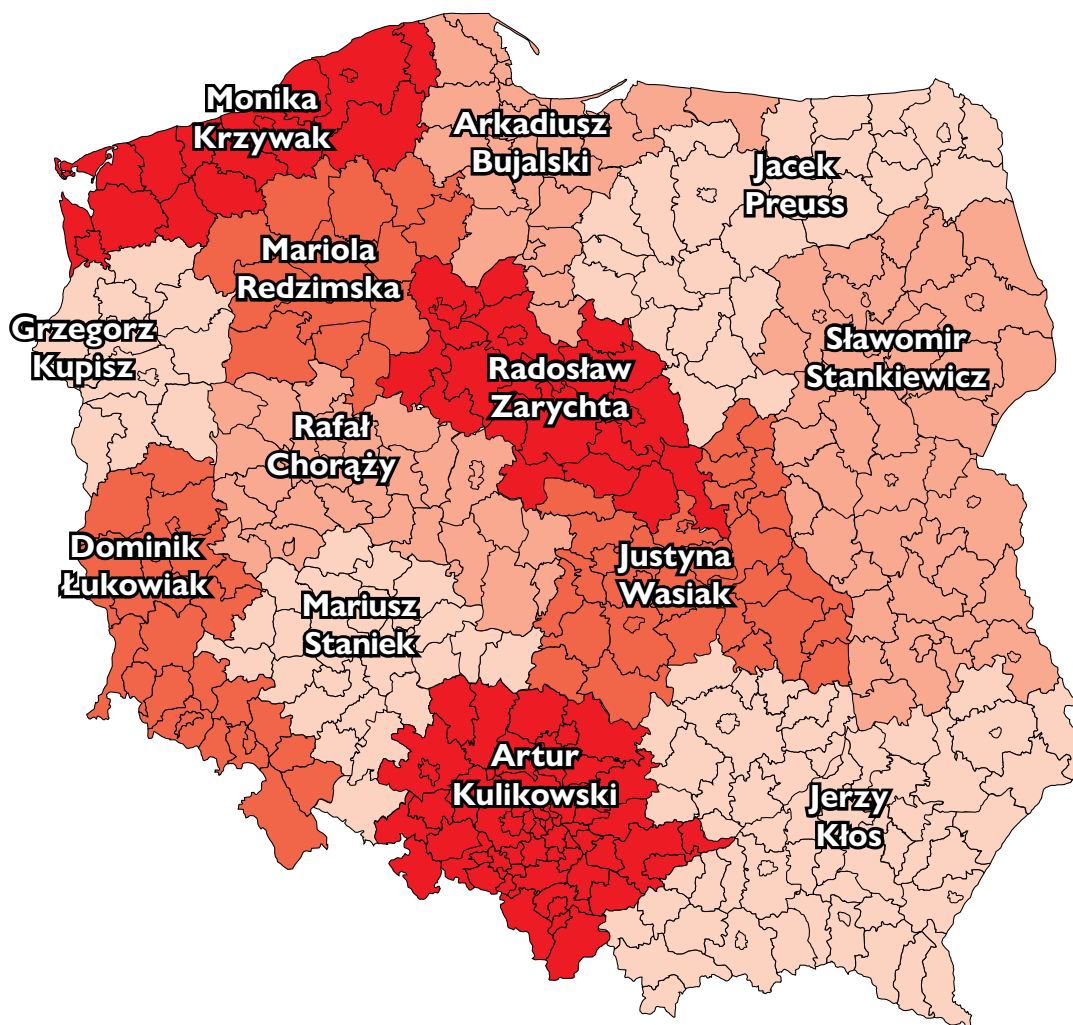 Monika
Krzywak
Arkadiusz
Bujalski
Jacek
Preuss
Mariola
Redzimska
Grzegorz
Kupisz
Radosław
Zarychta
Sławomir
Stankiewicz
Rafał
Chorąży
Dominik
Łukowiak
Justyna
Wasiak
Mariusz
Staniek
Artur
Kulikowski
Jerzy
Kłos